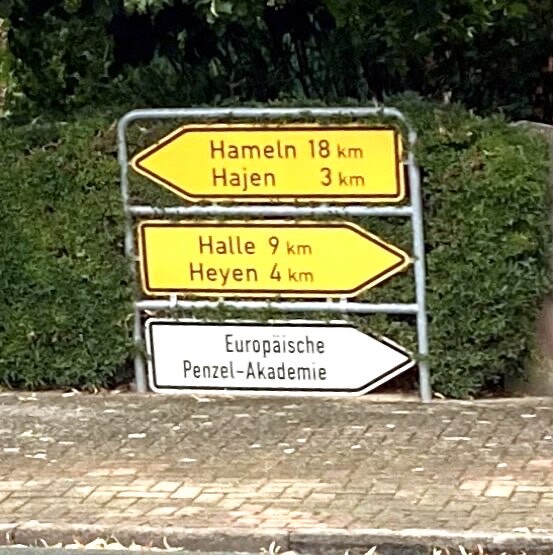 Hameln 18 km
Hajen 3 km
Halle 9 km
Heyen 4 km
Europäische
Penzel-Akademie